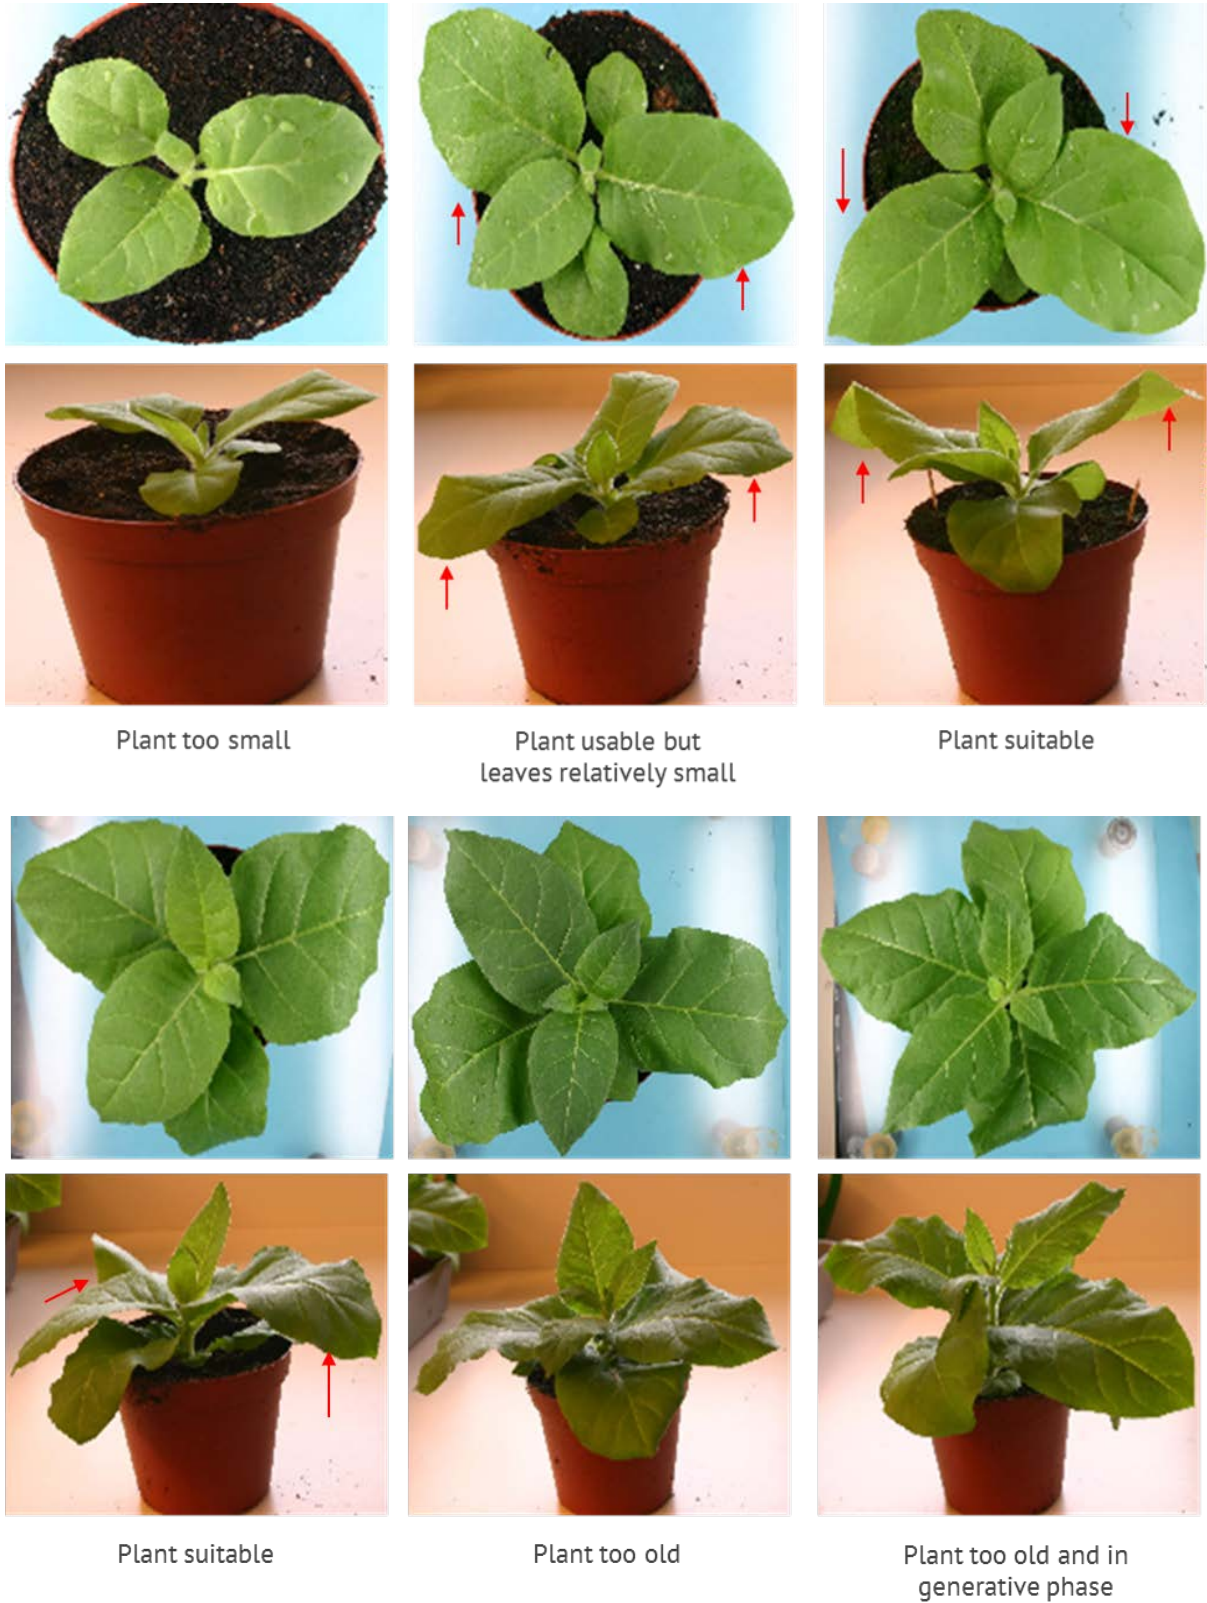 Plant too small
Plant usable but
leaves relatively small
Plant suitable
Plant suitable
Plant too old
Plant too old and in
generative phase